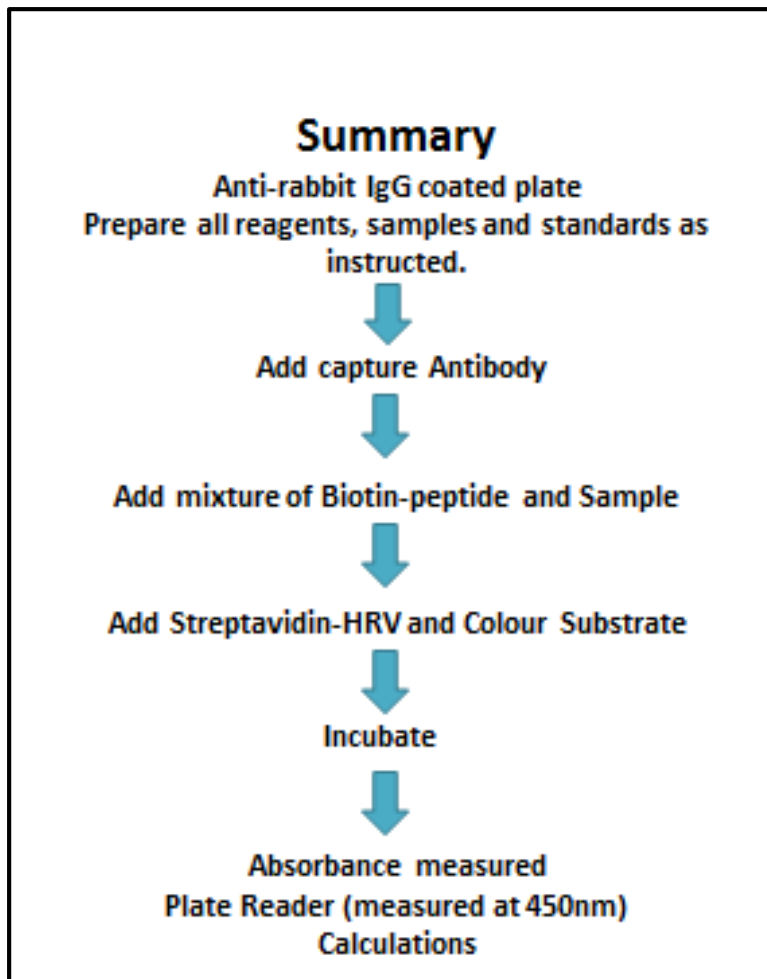 Summary
Anti-rabbit IgG coated plate
Prepare all reagents, samples and standards as
instructed.
Add capture Antibody
Add mixture of Biotin-peptide and Sample
Add Streptavidin-HRV and Colour Substrate
Incubate
Absorbance measured
Plate Reader (measured at 450nm)
Calculations